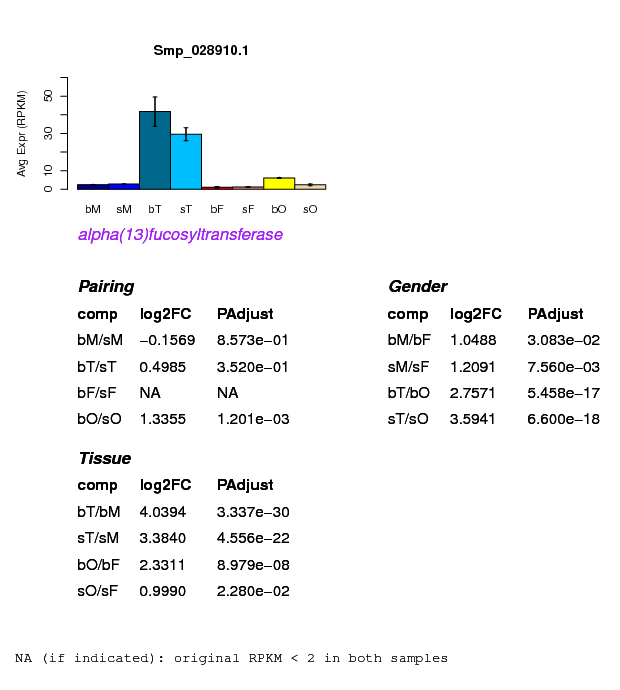 Smp_028910.1
Avg Expr (RPKM)
0 10 30 50
bM sM bT sT bF sF bO sO
alpha(13)fucosyltransferase
Pairing
comp log2FC PAdjust
bM/sM −0.1569 8.573e−01
bT/sT 0.4985 3.520e−01
bF/sF NA NA
bO/sO 1.3355 1.201e−03
Gender
comp log2FC PAdjust
bM/bF 1.0488 3.083e−02
sM/sF 1.2091 7.560e−03
bT/bO 2.7571 5.458e−17
sT/sO 3.5941 6.600e−18
Tissue
comp log2FC PAdjust
bT/bM 4.0394 3.337e−30
sT/sM 3.3840 4.556e−22
bO/bF 2.3311 8.979e−08
sO/sF 0.9990 2.280e−02
NA (if indicated): original RPKM < 2 in both samples